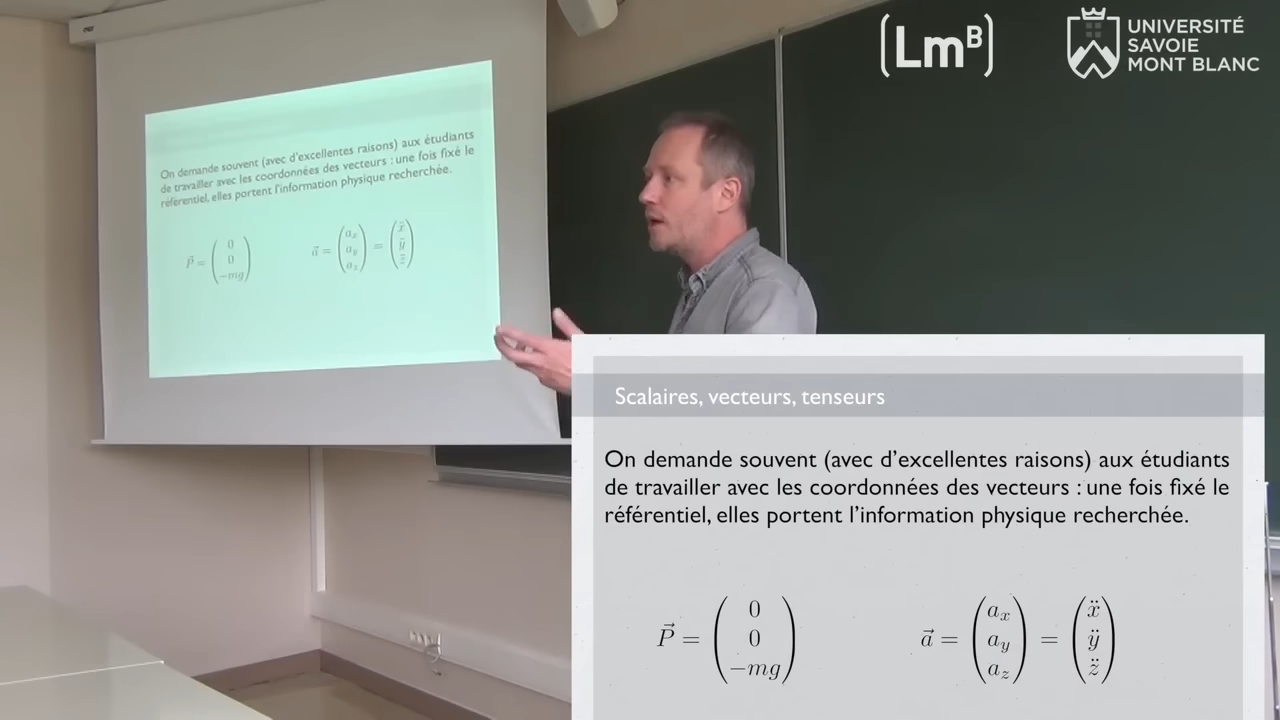 (Lmᴮ)
UNIVERSITÉ
SAVOIE
MONT BLANC
On demande souvent (avec d'excellentes raisons) aux étudiants
de travailler avec les coordonnées des vecteurs : une fois fixé le
référentiel, elles portent l'information physique recherchée.
P⃗ = (0 0 −mg)
a⃗ = (aₓ a_y a_z) = (ẍ ÿ z̈)
Scalaires, vecteurs, tenseurs
On demande souvent (avec d'excellentes raisons) aux étudiants
de travailler avec les coordonnées des vecteurs : une fois fixé le
référentiel, elles portent l'information physique recherchée.
P⃗ = (0 0 −mg)
a⃗ = (aₓ a_y a_z) = (ẍ ÿ z̈)